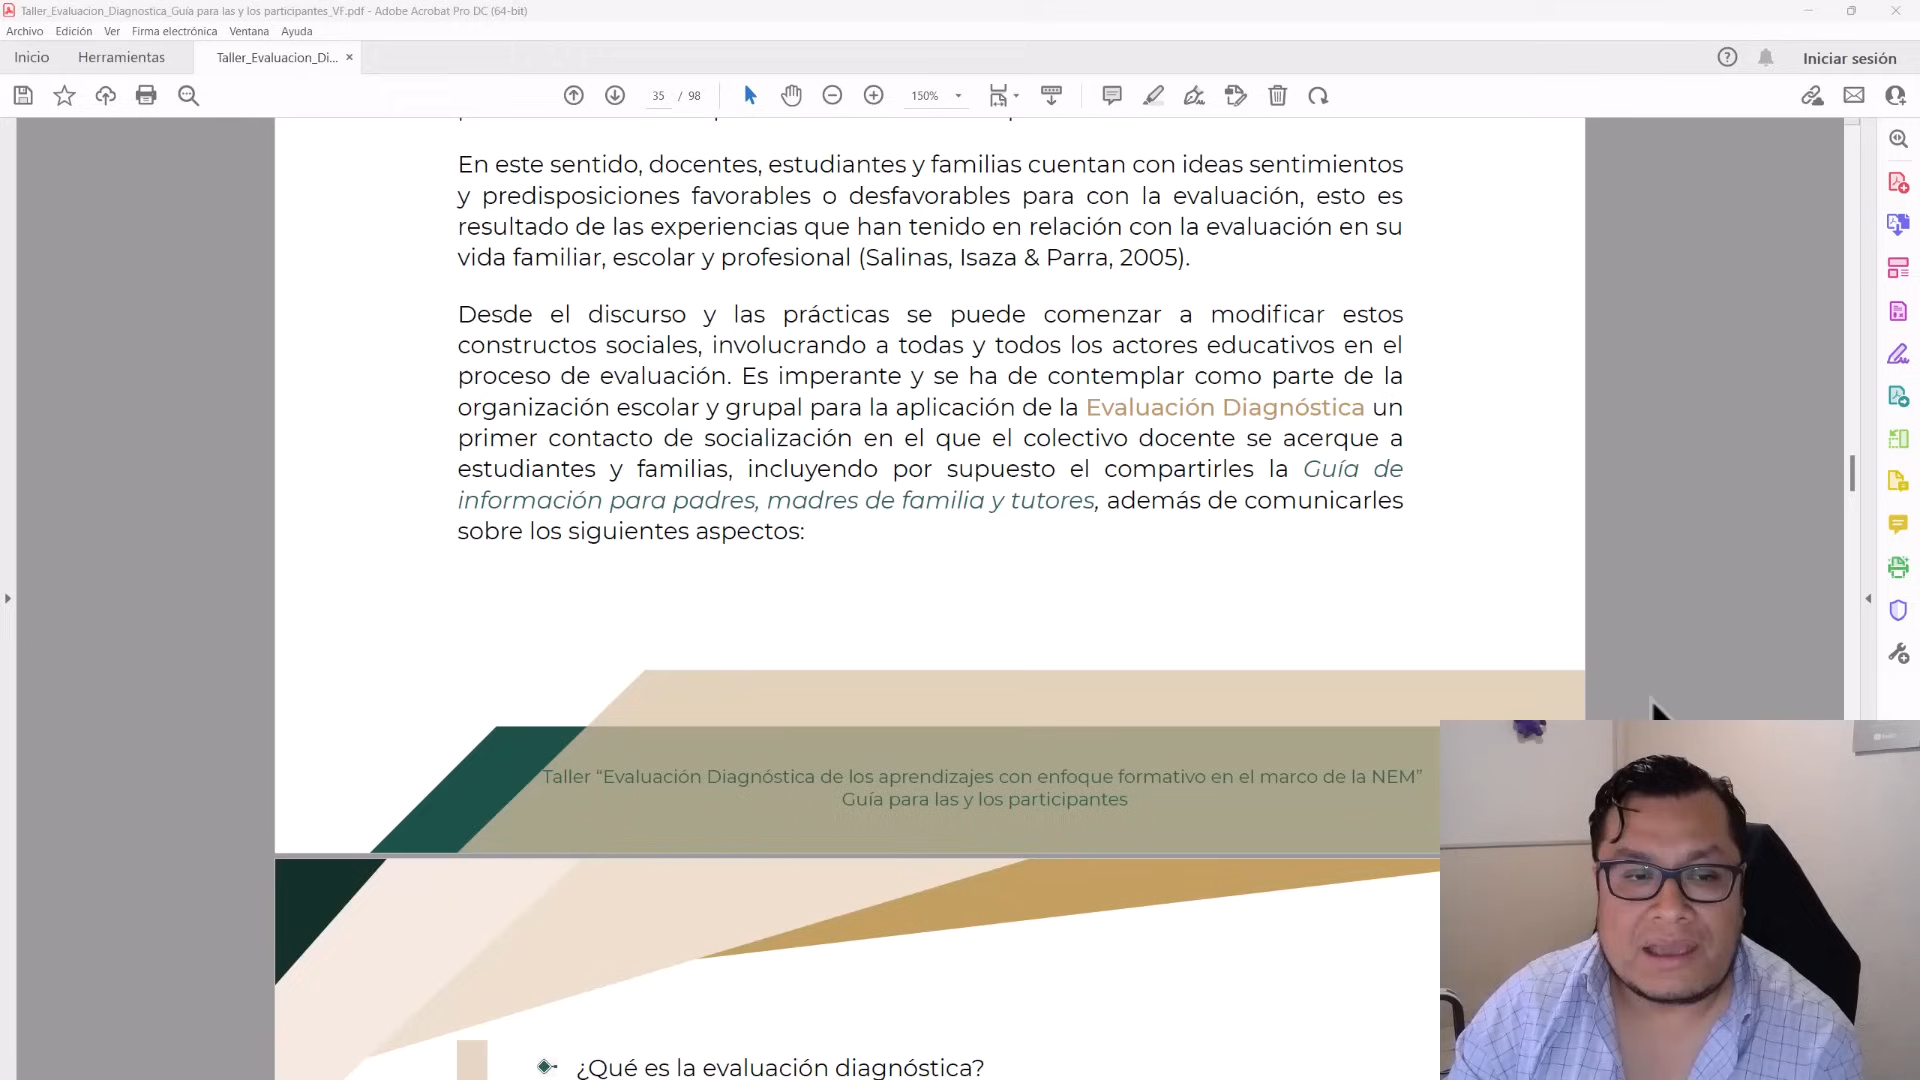 Taller_Evaluacion_Diagnostica_Guía para las y los participantes_VF.pdf - Adobe Acrobat Pro DC (64-bit)
Archivo Edición Ver Firma electrónica Ventana Ayuda
Inicio Herramientas Taller_Evaluacion_Di... × Iniciar sesión
35 / 98 150%
En este sentido, docentes, estudiantes y familias cuentan con ideas sentimientos
y predisposiciones favorables o desfavorables para con la evaluación, esto es
resultado de las experiencias que han tenido en relación con la evaluación en su
vida familiar, escolar y profesional (Salinas, Isaza & Parra, 2005).
Desde el discurso y las prácticas se puede comenzar a modificar estos
constructos sociales, involucrando a todas y todos los actores educativos en el
proceso de evaluación. Es imperante y se ha de contemplar como parte de la
organización escolar y grupal para la aplicación de la Evaluación Diagnóstica un
primer contacto de socialización en el que el colectivo docente se acerque a
estudiantes y familias, incluyendo por supuesto el compartirles la Guía de
información para padres, madres de familia y tutores, además de comunicarles
sobre los siguientes aspectos:
Taller “Evaluación Diagnóstica de los aprendizajes con enfoque formativo en el marco de la NEM”
Guía para las y los participantes
¿Qué es la evaluación diagnóstica?